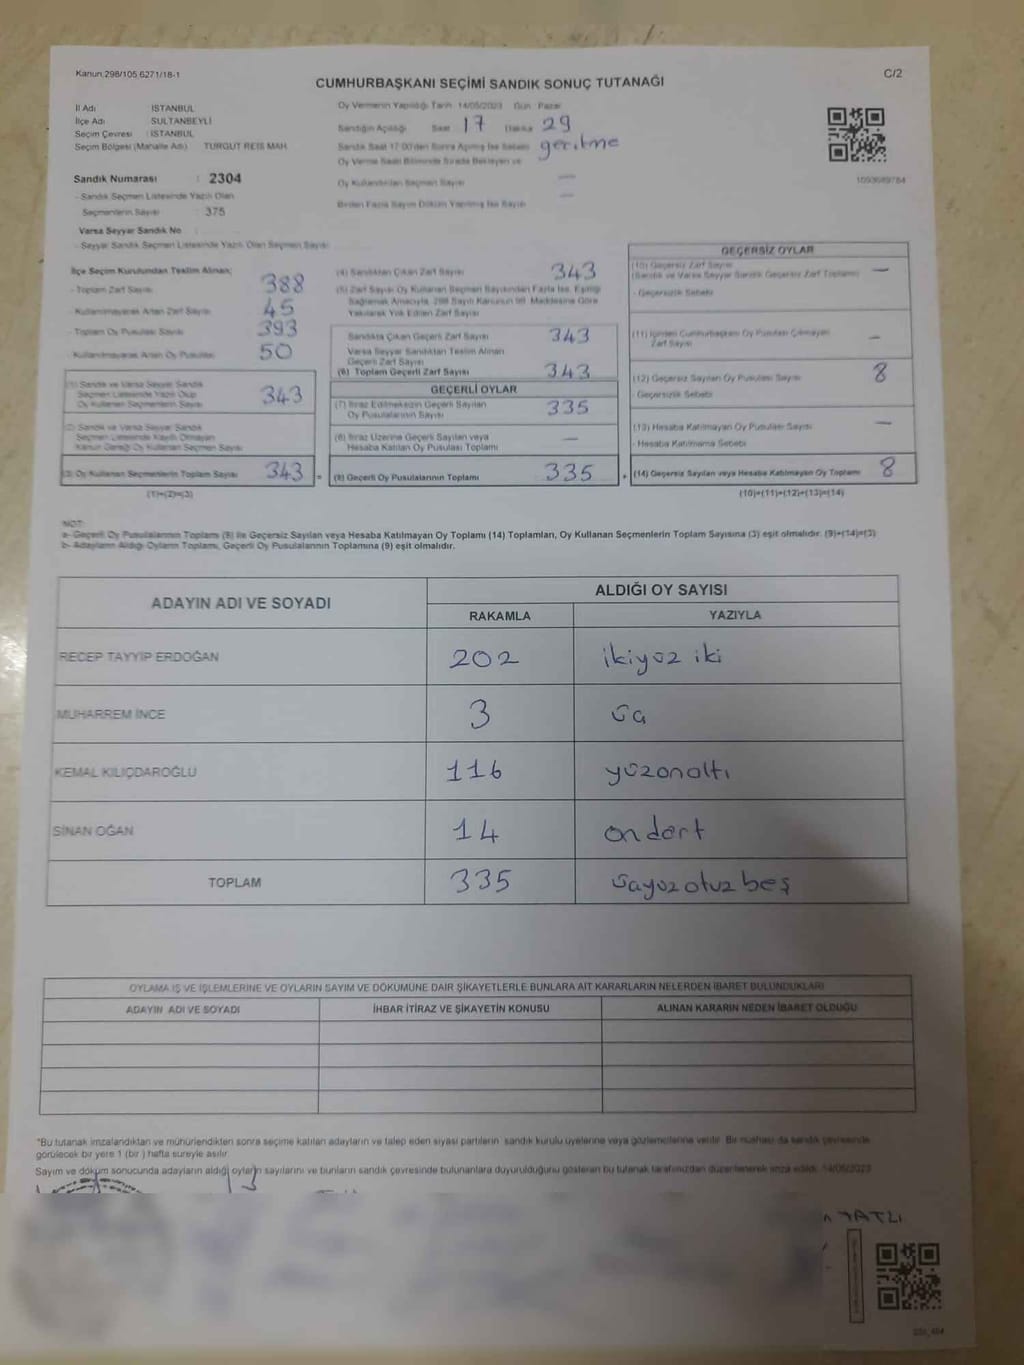 Kanun 298/105 6271/18-1
C/2
CUMHURBAŞKANI SEÇİMİ SANDIK SONUÇ TUTANAĞI
İl Adı İSTANBUL
İlçe Adı SULTANBEYLİ
Seçim Çevresi : İSTANBUL
Seçim Bölgesi (Mahalle Adı) TURGUT REİS MAH.
Sandık Numarası : 2304
- Sandık Seçmen Listesinde Yazılı Olan
Seçmenlerin Sayısı : 375
Varsa Seyyar Sandık No
- Seyyar Sandık Seçmen Listesinde Yazılı Olan Seçmen Sayısı
Oy Vermenin Yapıldığı Tarih 14/05/2023 Gün Pazar
Sandığın Açıldığı Saat 17 Dakika 29
Sandık Saat 17:00'den Sonra Açılmış İse Sebebi
Oy Verme Saati Bitiminde Sırada Bekleyen ve
Oy Kullandırılan Seçmen Sayısı —
Birden Fazla Sayım Döküm Yapılmış İse Sayısı —
1093689784
İlçe Seçim Kurulundan Teslim Alınan;
- Toplam Zarf Sayısı 388
- Kullanılmayarak Artan Zarf Sayısı 45
- Toplam Oy Pusulası Sayısı 393
- Kullanılmayarak Artan Oy Pusulası 50
(1) Sandık ve Varsa Seyyar Sandık
Seçmen Listesinde Yazılı Olup
Oy Kullanan Seçmenlerin Sayısı 343
(2) Sandık ve Varsa Seyyar Sandık
Seçmen Listesinde Kayıtlı Olmayan
Kanun Gereği Oy Kullanan Seçmen Sayısı
(3) Oy Kullanan Seçmenlerin Toplam Sayısı 343 =
(1)+(2)=(3)
(4) Sandıktan Çıkan Zarf Sayısı 343
(5) Zarf Sayısı Oy Kullanan Seçmen Sayısından Fazla İse, Eşitliği
Sağlamak Amacıyla, 298 Sayılı Kanunun 98. Maddesine Göre
Yakılarak Yok Edilen Zarf Sayısı
Sandıkta Çıkan Geçerli Zarf Sayısı 343
Varsa Seyyar Sandıktan Teslim Alınan
Geçerli Zarf Sayısı
(6) Toplam Geçerli Zarf Sayısı 343
GEÇERLİ OYLAR
(7) İtiraz Edilmeksizin Geçerli Sayılan
Oy Pusulalarının Sayısı 335
(8) İtiraz Üzerine Geçerli Sayılan veya
Hesaba Katılan Oy Pusulası Toplamı —
(9) Geçerli Oy Pusulalarının Toplamı 335 +
GEÇERSİZ OYLAR
(10) Geçersiz Zarf Sayısı
(Sandık ve Varsa Seyyar Sandık Geçersiz Zarf Toplamı) —
- Geçersizlik Sebebi
(11) İçinden Cumhurbaşkanı Oy Pusulası Çıkmayan
Zarf Sayısı —
(12) Geçersiz Sayılan Oy Pusulası Sayısı 8
- Geçersizlik Sebebi
(13) Hesaba Katılmayan Oy Pusulası Sayısı —
- Hesaba Katılmama Sebebi
(14) Geçersiz Sayılan veya Hesaba Katılmayan Oy Toplamı 8
(10)+(11)+(12)+(13)=(14)
NOT:
a- Geçerli Oy Pusulalarının Toplamı (9) ile Geçersiz Sayılan veya Hesaba Katılmayan Oy Toplamı (14) Toplamları, Oy Kullanan Seçmenlerin Toplam Sayısına (3) eşit olmalıdır. (9)+(14)=(3)
b- Adayların Aldığı Oyların Toplamı, Geçerli Oy Pusulalarının Toplamına (9) eşit olmalıdır.
ADAYIN ADI VE SOYADI ALDIĞI OY SAYISI
RAKAMLA YAZIYLA
RECEP TAYYİP ERDOĞAN 202 ikiyüz iki
MUHARREM İNCE 3 üç
KEMAL KILIÇDAROĞLU 116 yüzonaltı
SİNAN OĞAN 14 on dört
TOPLAM 335 üçyüz otuz beş
OYLAMA İŞ VE İŞLEMLERİNE VE OYLARIN SAYIM VE DÖKÜMÜNE DAİR ŞİKAYETLERLE BUNLARA AİT KARARLARIN NELERDEN İBARET BULUNDUKLARI
ADAYIN ADI VE SOYADI İHBAR İTİRAZ VE ŞİKAYETİN KONUSU ALINAN KARARIN NEDEN İBARET OLDUĞU
*Bu tutanak imzalandıktan ve mühürlendikten sonra seçime katılan adayların ve talep eden siyasi partilerin sandık kurulu üyelerine veya gözlemcilerine verilir. Bir nüshası da sandık çevresinde
görülecek bir yere 1 (bir) hafta süreyle asılır.
Sayım ve döküm sonucunda adayların aldığı oyların sayılarını ve bunların sandık çevresinde bulunanlara duyurulduğunu gösteren bu tutanak tarafımızdan düzenlenerek imza edildi. 14/05/2023